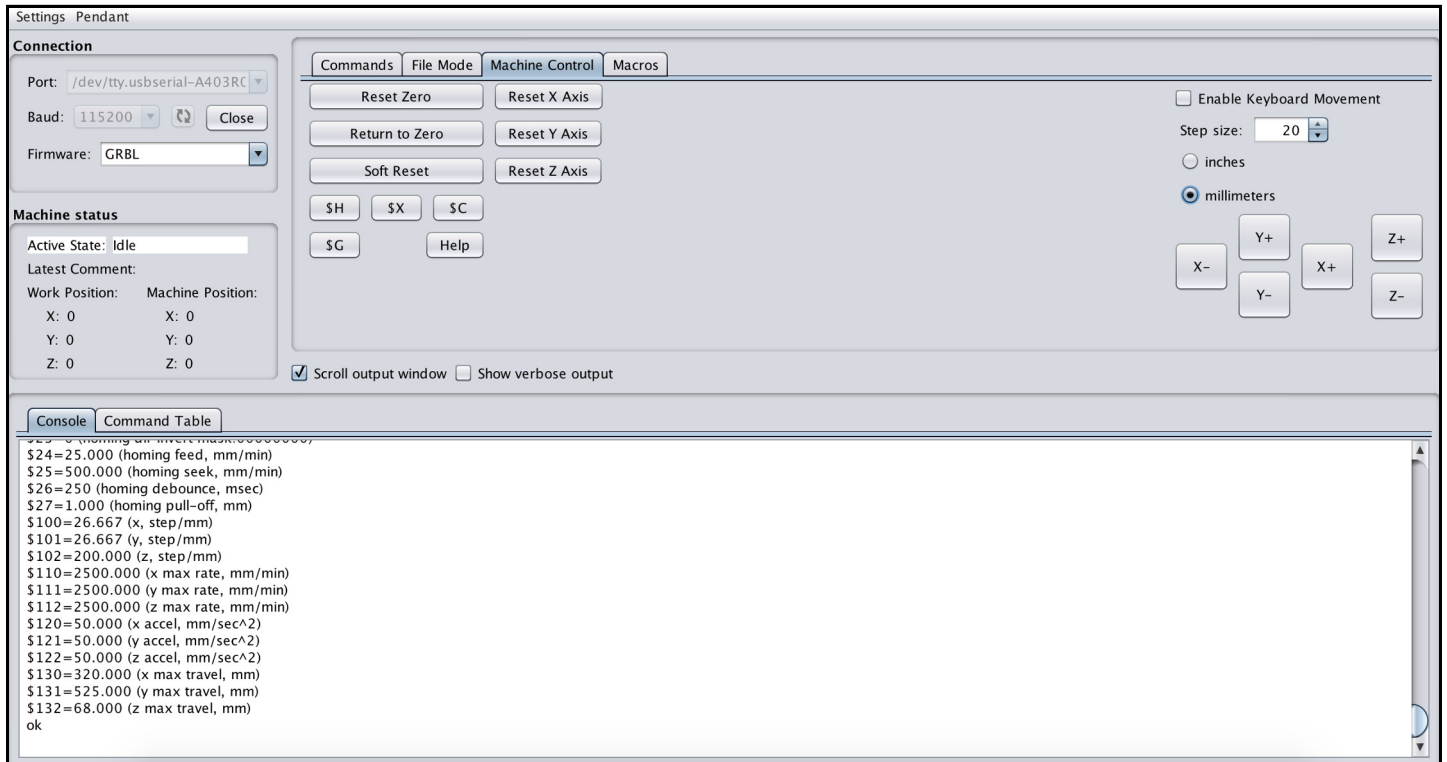 Settings Pendant
Connection
Port: /dev/tty.usbserial-A403R
Baud: 115200 Close
Firmware: GRBL
Machine status
Active State: Idle
Latest Comment:
Work Position: Machine Position:
X: 0 X: 0
Y: 0 Y: 0
Z: 0 Z: 0
Commands File Mode Machine Control Macros
Reset Zero Reset X Axis
Return to Zero Reset Y Axis
Soft Reset Reset Z Axis
$H $X $C
$G Help
Enable Keyboard Movement
Step size: 20
inches
millimeters
Y+ Z+
X- X+
Y- Z-
Scroll output window Show verbose output
Console Command Table
$23=0 (homing dir invert mask:00000000)
$24=25.000 (homing feed, mm/min)
$25=500.000 (homing seek, mm/min)
$26=250 (homing debounce, msec)
$27=1.000 (homing pull-off, mm)
$100=26.667 (x, step/mm)
$101=26.667 (y, step/mm)
$102=200.000 (z, step/mm)
$110=2500.000 (x max rate, mm/min)
$111=2500.000 (y max rate, mm/min)
$112=2500.000 (z max rate, mm/min)
$120=50.000 (x accel, mm/sec^2)
$121=50.000 (y accel, mm/sec^2)
$122=50.000 (z accel, mm/sec^2)
$130=320.000 (x max travel, mm)
$131=525.000 (y max travel, mm)
$132=68.000 (z max travel, mm)
ok